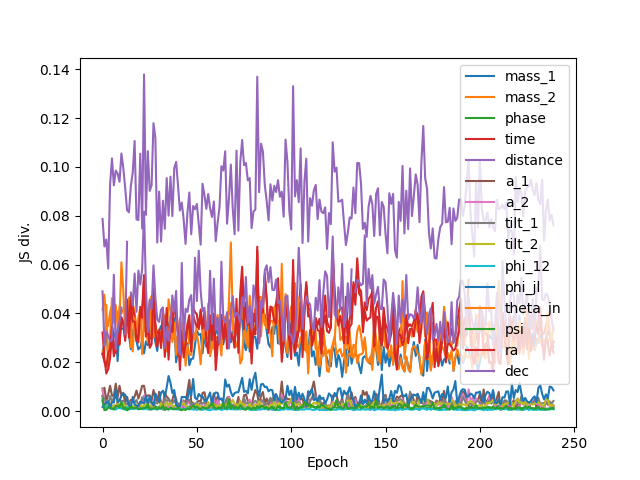 0.14
0.12
0.10
0.08
0.06
0.04
0.02
0.00
JS div.
0
50
100
150
200
250
Epoch
mass_1
mass_2
phase
time
distance
a_1
a_2
tilt_1
tilt_2
phi_12
phi_jl
theta_jn
psi
ra
dec